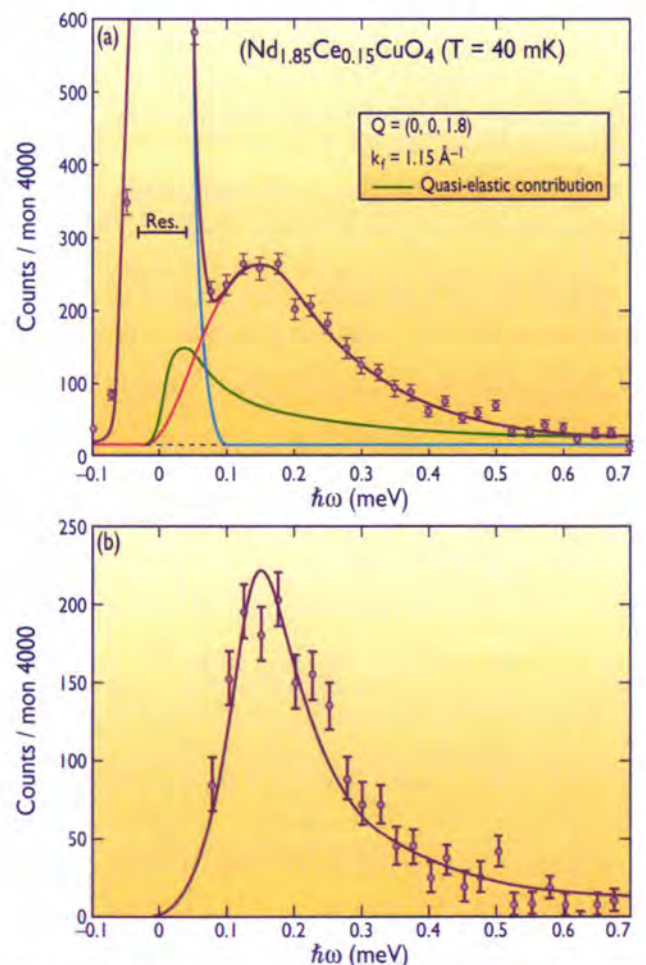 (a)
(Nd1.85Ce0.15CuO4 (T = 40 mK)
Q = (0, 0, 1.8)
kf = 1.15 Å−1
Quasi-elastic contribution
Res.
600
500
400
300
200
100
0
Counts / mon 4000
−0.1 0 0.1 0.2 0.3 0.4 0.5 0.6 0.7
ħω (meV)
(b)
250
200
150
100
50
0
Counts / mon 4000
−0.1 0 0.1 0.2 0.3 0.4 0.5 0.6 0.7
ħω (meV)